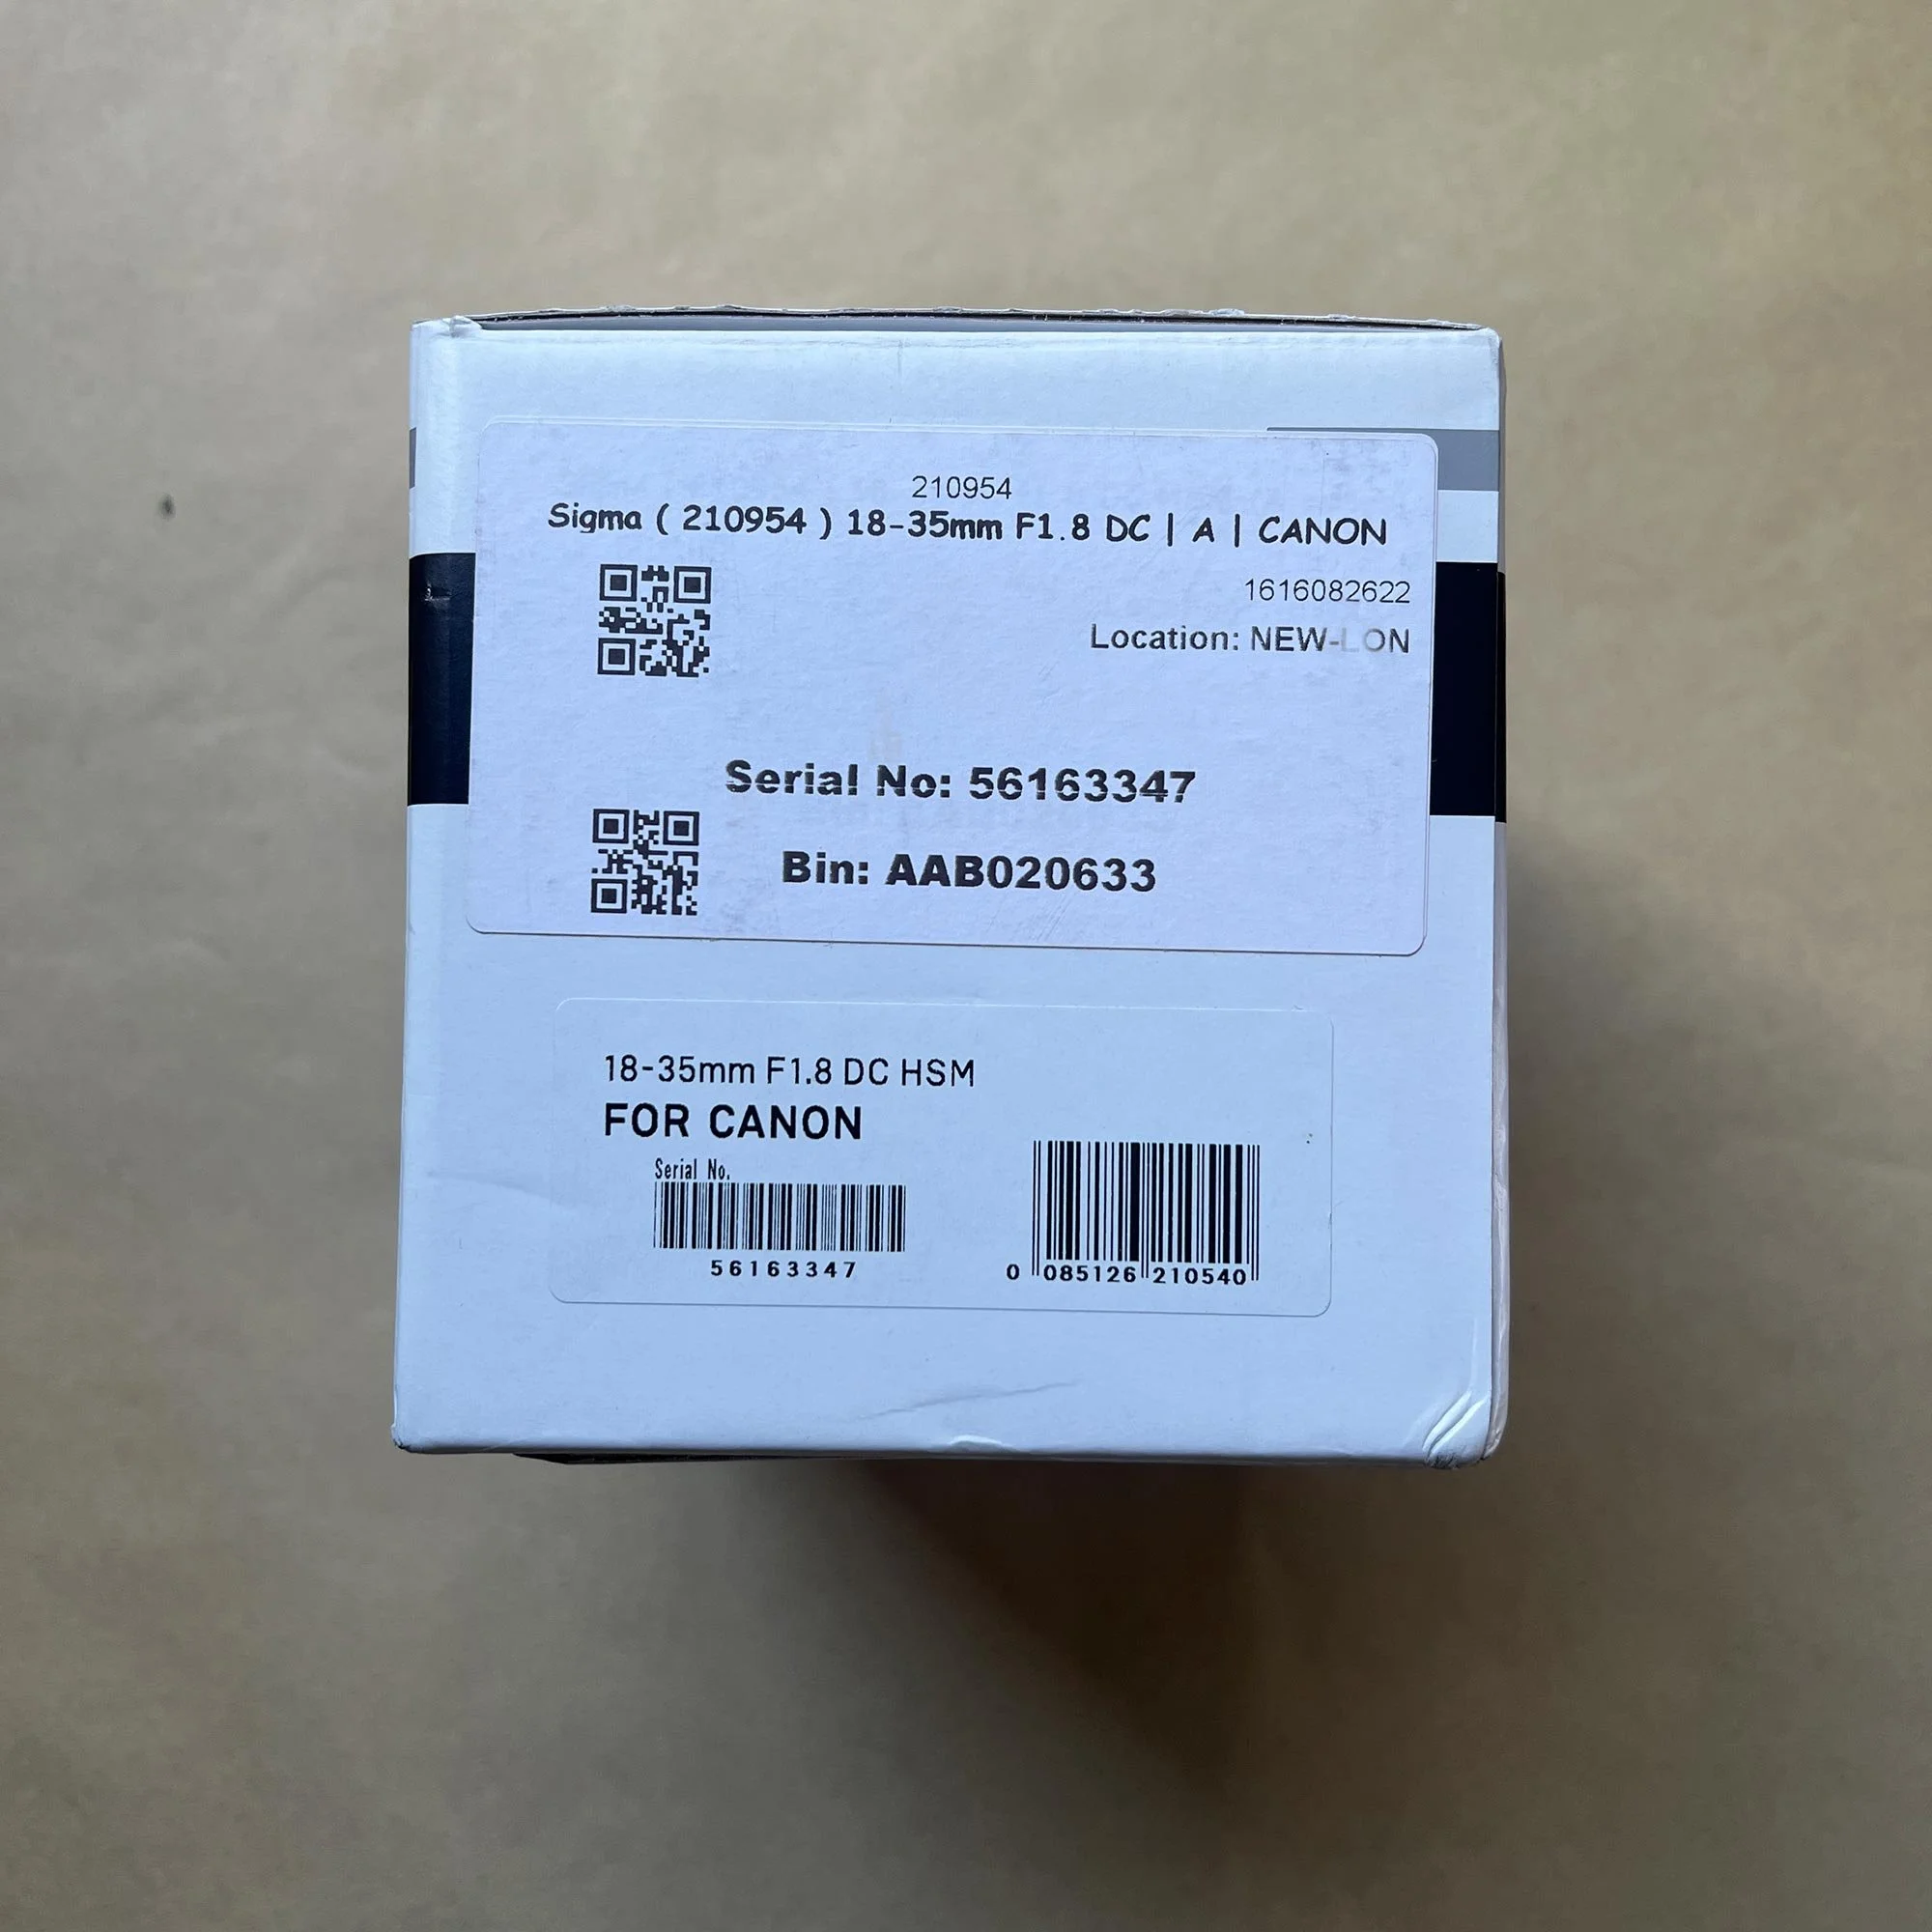 210954
Sigma ( 210954 ) 18-35mm F1.8 DC | A | CANON
1616082622
Location: NEW-LON
Serial No: 56163347
Bin: AAB020633
18-35mm F1.8 DC HSM
FOR CANON
Serial No.
56163347
0 085126 210540